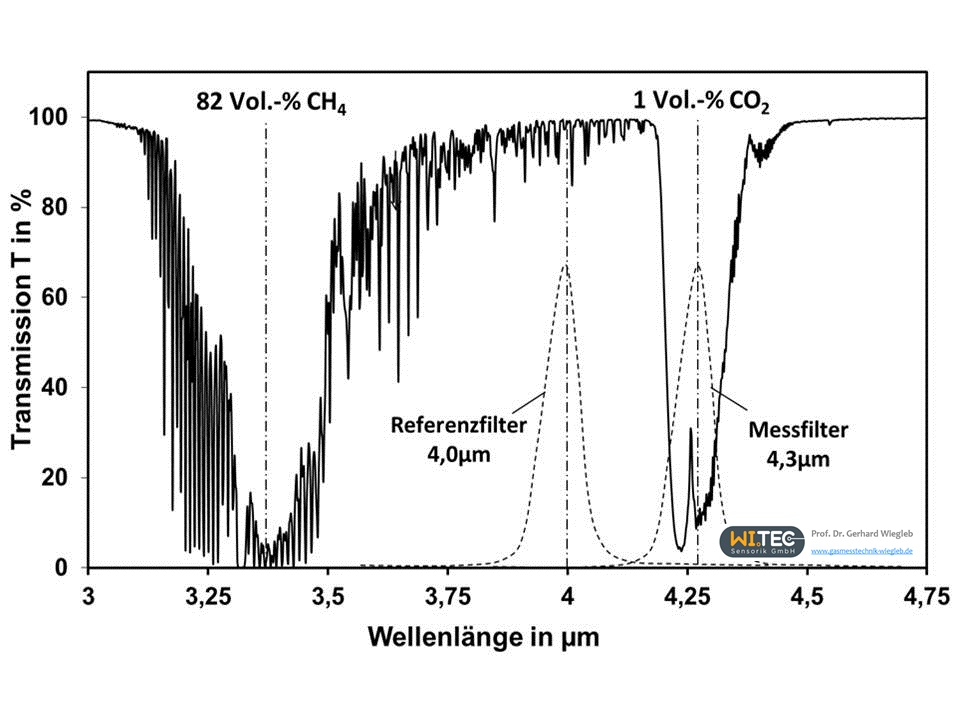 82 Vol.-% CH₄
1 Vol.-% CO₂
Transmission T in %
100
80
60
40
20
0
Referenzfilter
4,0µm
Messfilter
4,3µm
WI.TEC
Sensorik GmbH
Prof. Dr. Gerhard Wiegleb
www.gasmesstechnik-wiegleb.de
3 3,25 3,5 3,75 4 4,25 4,5 4,75
Wellenlänge in µm